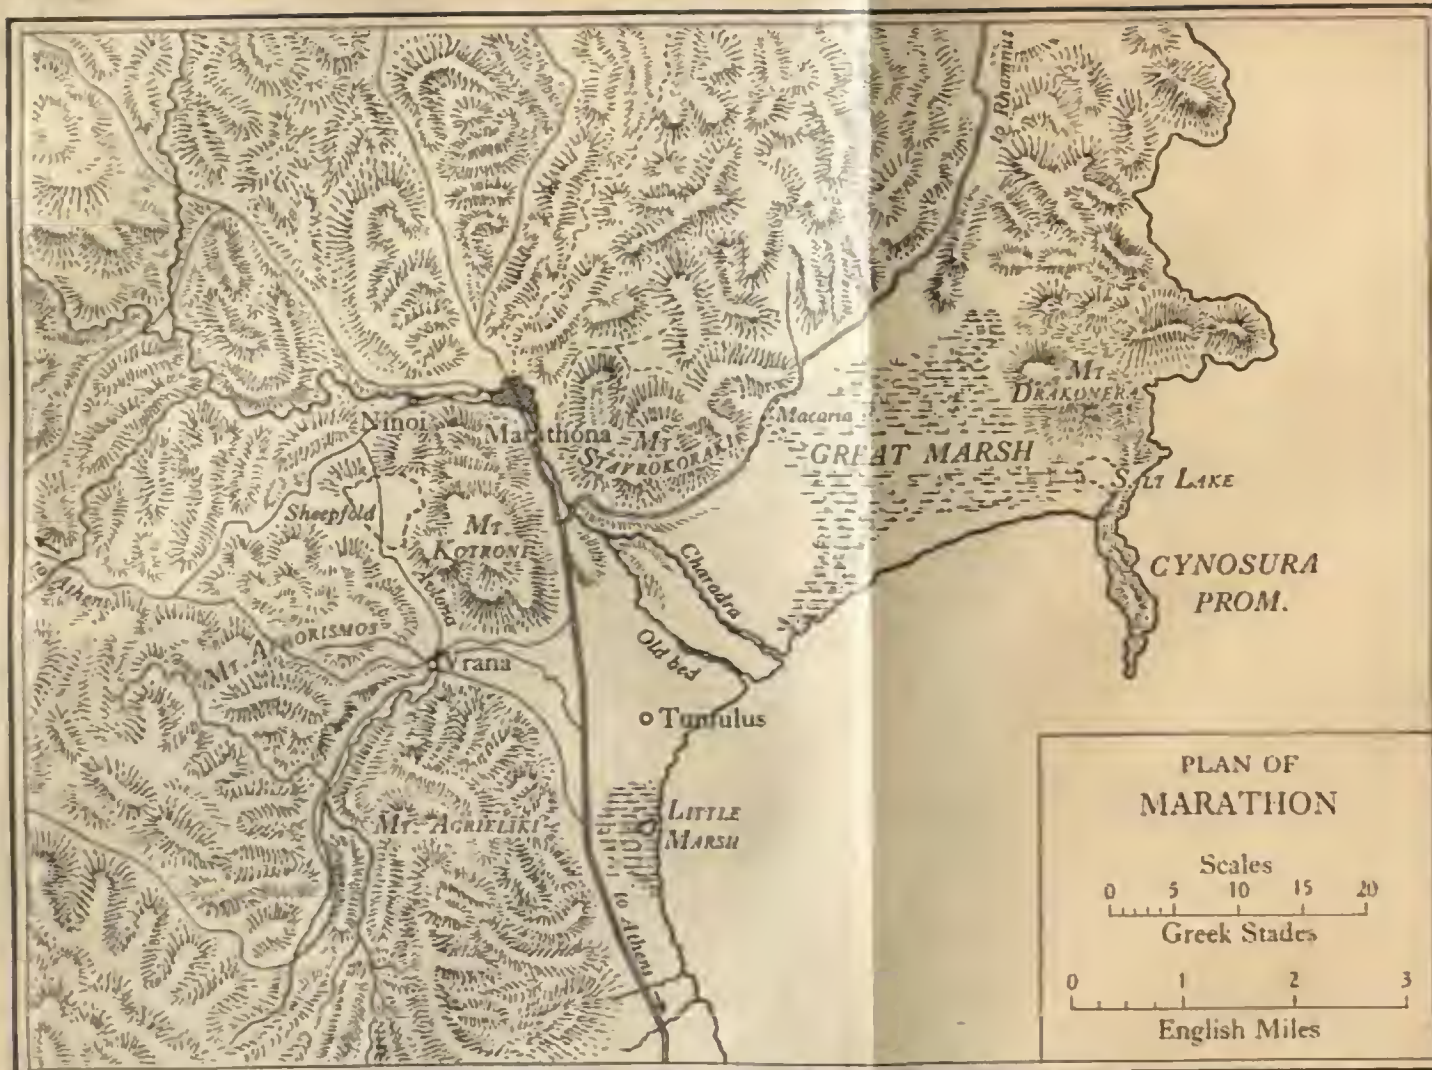 to Rhamnus
Mt
Drakonera
Macaria
Ninoi
Marathona
Mt.
Stavrokoraki
GREAT MARSH
Salt Lake
Sheepfold
Mt
Kotroni
Avlona
Charadra
CYNOSURA
PROM.
to Athens
Mt. Aphorismos
Old bed
Vrana
Tumulus
Little
Marsh
Mt. Agrieliki
to Athens
PLAN OF
MARATHON
Scales
0 5 10 15 20
Greek Stades
0 1 2 3
English Miles